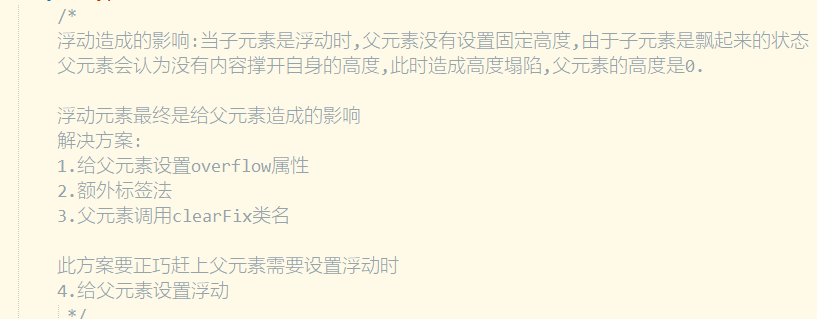 /*
浮动造成的影响:当子元素是浮动时,父元素没有设置固定高度,由于子元素是飘起来的状态
父元素会认为没有内容撑开自身的高度,此时造成高度塌陷,父元素的高度是0.
浮动元素最终是给父元素造成的影响
解决方案:
1.给父元素设置overflow属性
2.额外标签法
3.父元素调用clearFix类名
此方案要正巧赶上父元素需要设置浮动时
4.给父元素设置浮动
*/